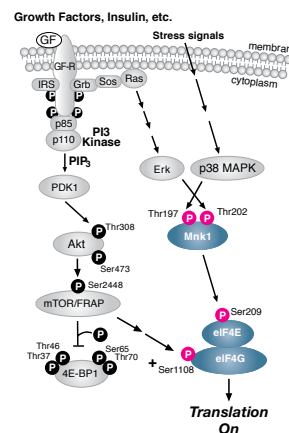 Growth Factors, Insulin, etc.
Stress signals
GF
membran
cytoplasm
GF-R
IRS
Grb
Sos
Ras
P
P
P
P
p85
p110
PI3
Kinase
PIP3
PDK1
Erk
p38 MAPK
Thr197
P
P
Thr202
Mnk1
P
Thr308
Akt
P
Ser473
P
Ser2448
mTOR/FRAP
P
Thr46
Thr37
P
P
Ser65
Thr70
P
P
4E-BP1
P
Ser209
eIF4E
+
P
Ser1108
eIF4G
Translation
On